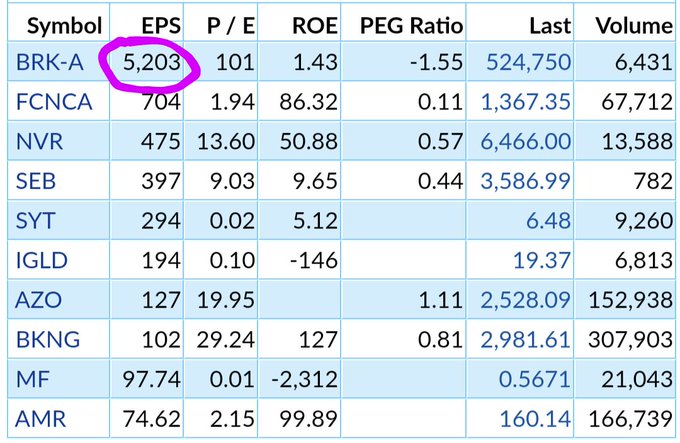 Symbol EPS P / E ROE PEG Ratio Last Volume
BRK-A 5,203 101 1.43 -1.55 524,750 6,431
FCNCA 704 1.94 86.32 0.11 1,367.35 67,712
NVR 475 13.60 50.88 0.57 6,466.00 13,588
SEB 397 9.03 9.65 0.44 3,586.99 782
SYT 294 0.02 5.12 6.48 9,260
IGLD 194 0.10 -146 19.37 6,813
AZO 127 19.95 1.11 2,528.09 152,938
BKNG 102 29.24 127 0.81 2,981.61 307,903
MF 97.74 0.01 -2,312 0.5671 21,043
AMR 74.62 2.15 99.89 160.14 166,739